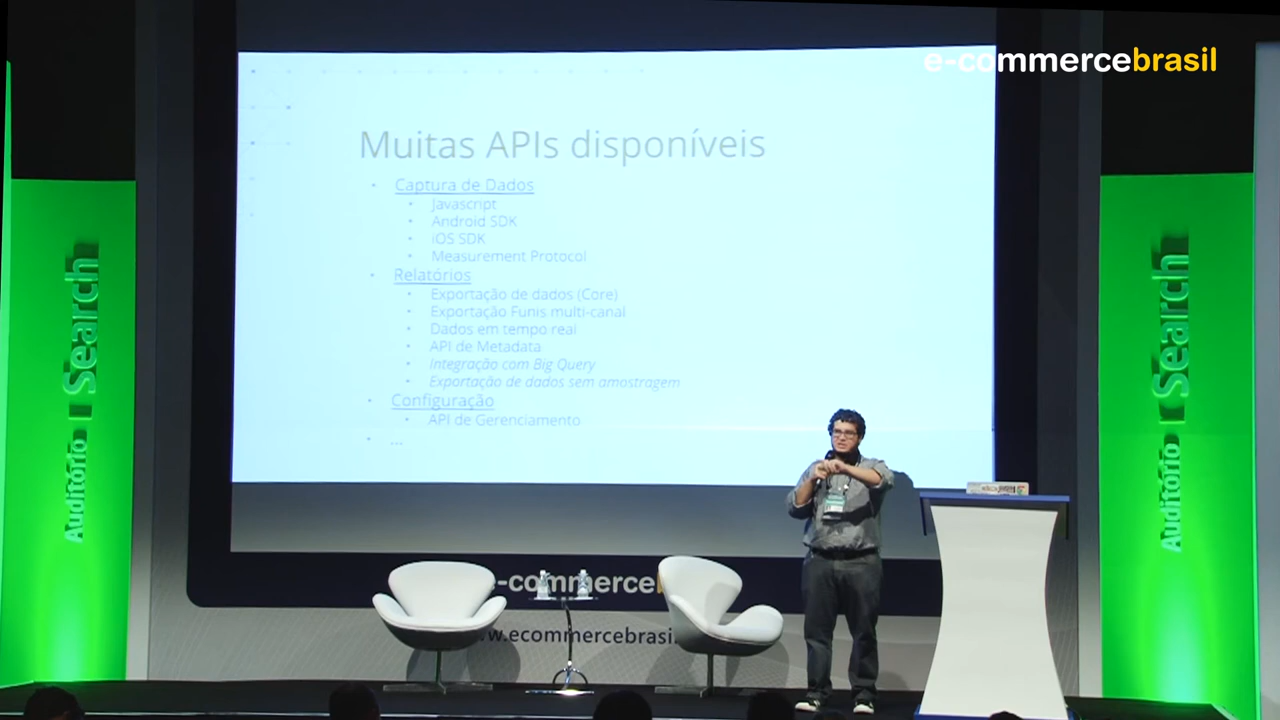 e-commercebrasil
Muitas APIs disponíveis
Captura de Dados
Javascript
Android SDK
iOS SDK
Measurement Protocol
Relatórios
Exportação de dados (Core)
Exportação Funis multi-canal
Dados em tempo real
API de Metadata
Integração com Big Query
Exportação de dados sem amostragem
Configuração
API de Gerenciamento
...
Auditório Search
Auditório Search
e-commerce
ecommercebrasi